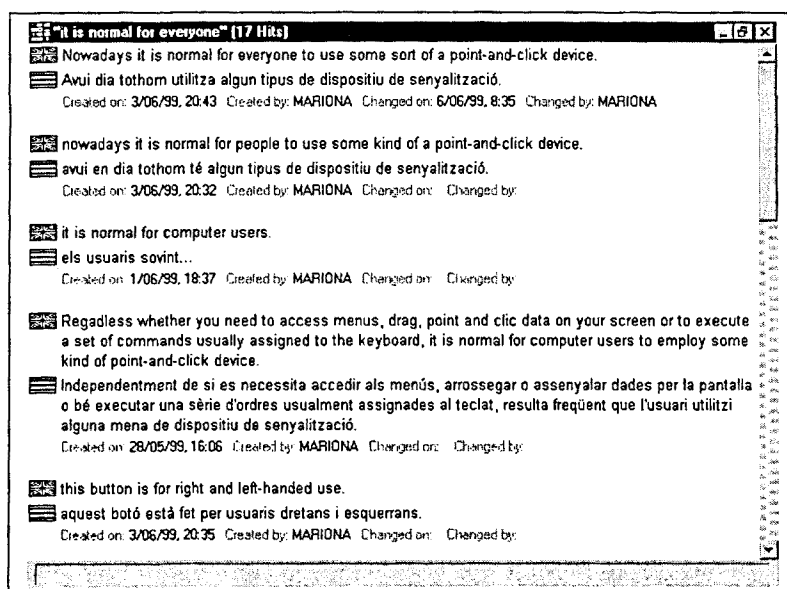 "it is normal for everyone" (17 Hits)
Nowadays it is normal for everyone to use some sort of a point-and-click device.
Avui dia tothom utilitza algun tipus de dispositiu de senyalització.
Created on: 3/06/99, 20:43 Created by: MARIONA Changed on: 6/06/99, 8:35 Changed by: MARIONA
nowadays it is normal for people to use some kind of a point-and-click device.
avui en dia tothom té algun tipus de dispositiu de senyalització.
Created on: 3/06/99, 20:32 Created by: MARIONA Changed on: Changed by:
it is normal for computer users.
els usuaris sovint...
Created on: 1/06/99, 18:37 Created by: MARIONA Changed on: Changed by:
Regadless whether you need to access menus, drag, point and clic data on your screen or to execute
a set of commands usually assigned to the keyboard, it is normal for computer users to employ some
kind of point-and-click device.
Independentment de si es necessita accedir als menús, arrossegar o assenyalar dades per la pantalla
o bé executar una sèrie d'ordres usualment assignades al teclat, resulta freqüent que l'usuari utilitzi
alguna mena de dispositiu de senyalització.
Created on: 28/05/99, 16:06 Created by: MARIONA Changed on: Changed by:
this button is for right and left-handed use.
aquest botó està fet per usuaris dretans i esquerrans.
Created on: 3/06/99, 20:35 Created by: MARIONA Changed on: Changed by: